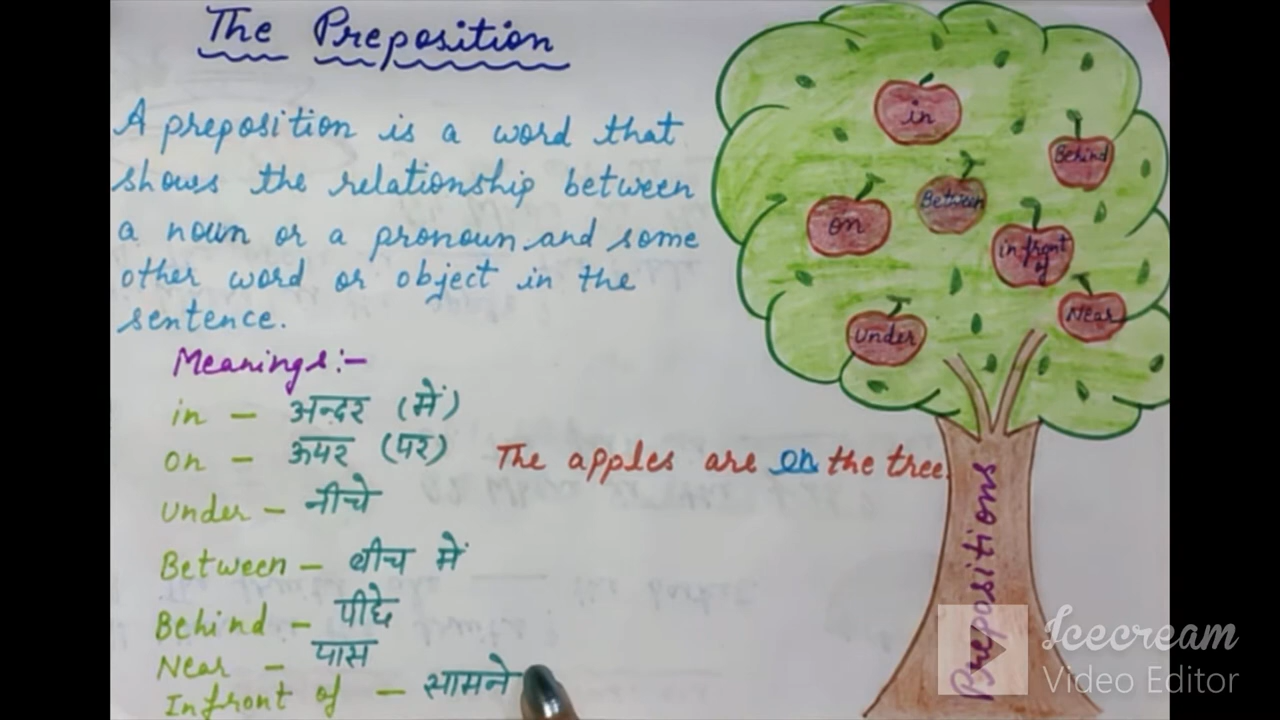 The Preposition
A preposition is a word that
shows the relationship between
a noun or a pronoun and some
other word or object in the
sentence.
Meanings:-
in - अन्दर (में)
on - ऊपर (पर)
The apples are on the tree.
under - नीचे
Between - बीच में
Behind - पीछे
Near - पास
Infront of - सामने
in
Behind
Between
on
in front
of
Near
Under
Prepositions
Icecream
Video Editor